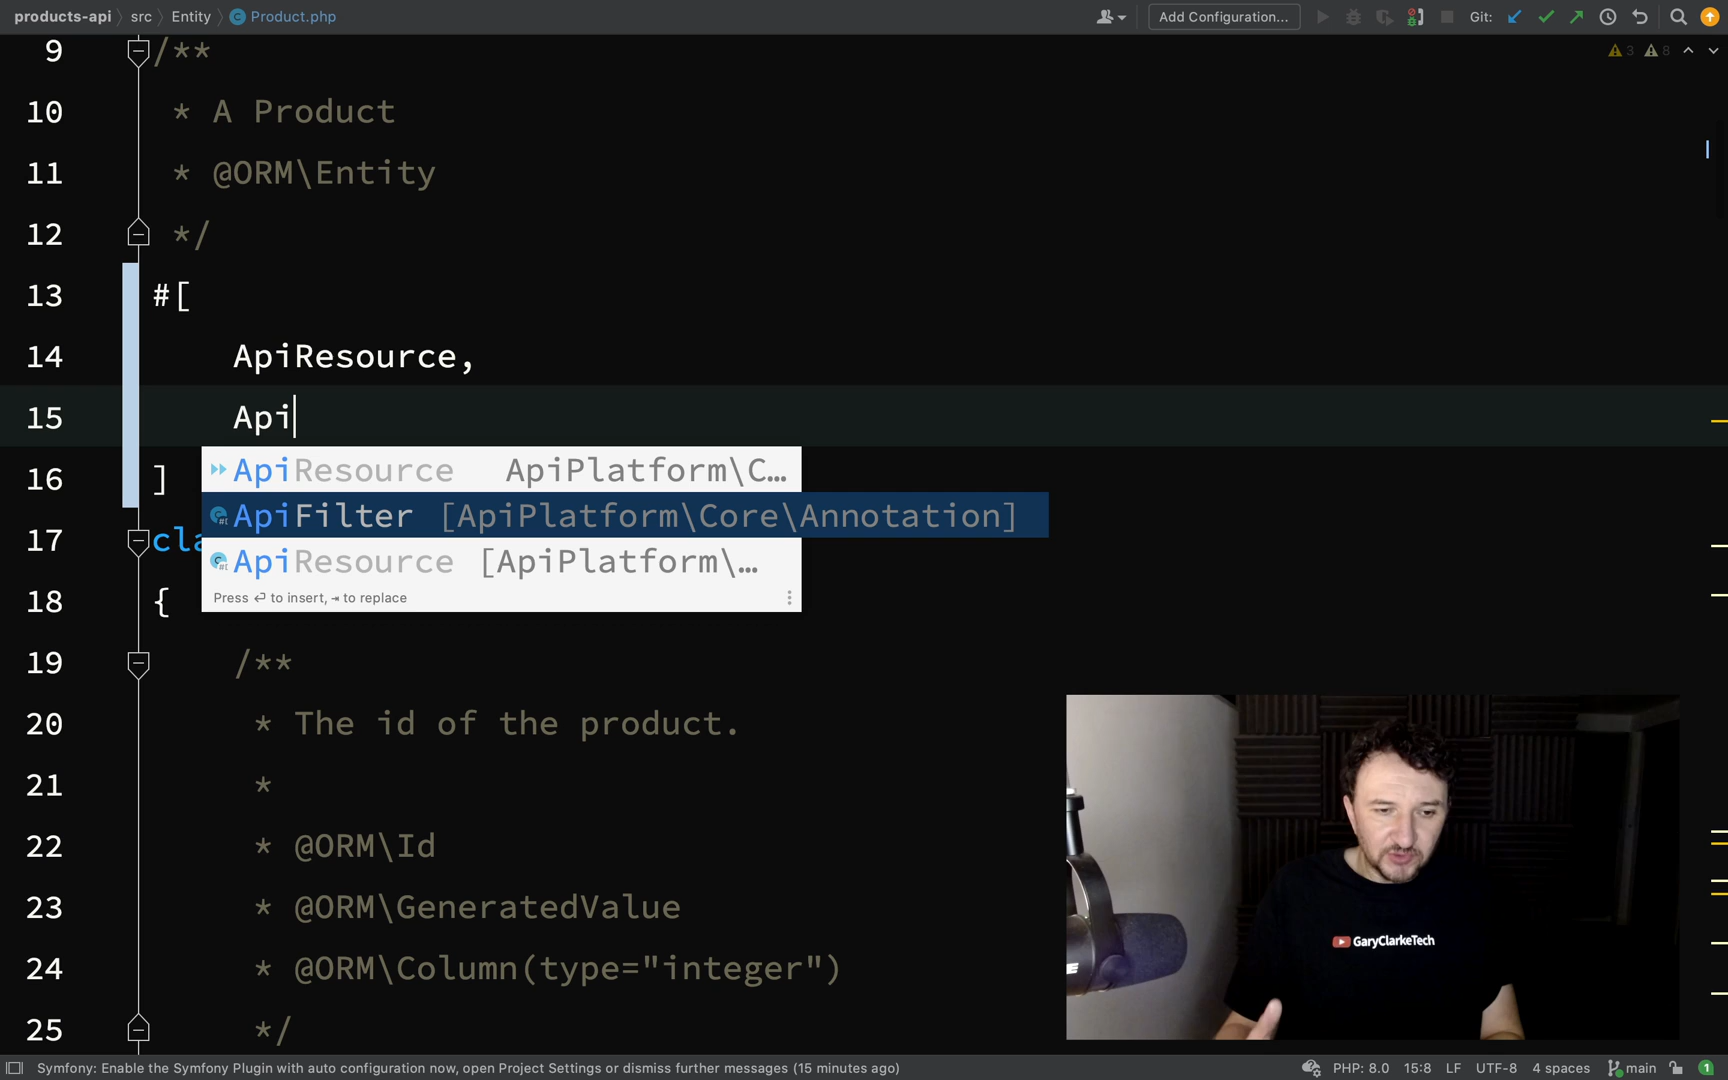 products-api src Entity Product.php Add Configuration... Git:
3 8
9 /**
10 * A Product
11 * @ORM\Entity
12 */
13 #[
14 ApiResource,
15 Api
ApiResource ApiPlatform\C...
16 ]
ApiFilter [ApiPlatform\Core\Annotation]
17 cla
ApiResource [ApiPlatform\...
Press ⏎ to insert, ⇥ to replace
18 {
19 /**
20 * The id of the product.
21 *
22 * @ORM\Id
23 * @ORM\GeneratedValue
24 * @ORM\Column(type="integer")
25 */
GaryClarkeTech
Symfony: Enable the Symfony Plugin with auto configuration now, open Project Settings or dismiss further messages (15 minutes ago) PHP: 8.0 15:8 LF UTF-8 4 spaces main 1